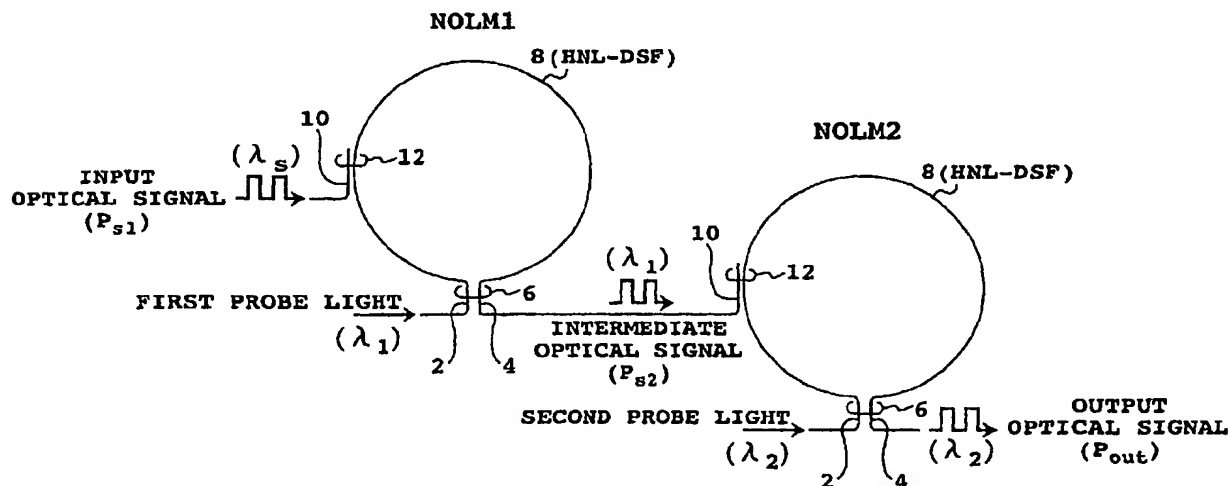 NOLM1
8(HNL-DSF)
10
(λs)
12
INPUT
OPTICAL SIGNAL
(Ps1)
NOLM2
8(HNL-DSF)
10
(λ1)
12
6
FIRST PROBE LIGHT
(λ1)
2
4
INTERMEDIATE
OPTICAL SIGNAL
(Ps2)
6
SECOND PROBE LIGHT
(λ2)
2
4
(λ2)
OUTPUT
OPTICAL SIGNAL
(Pout)